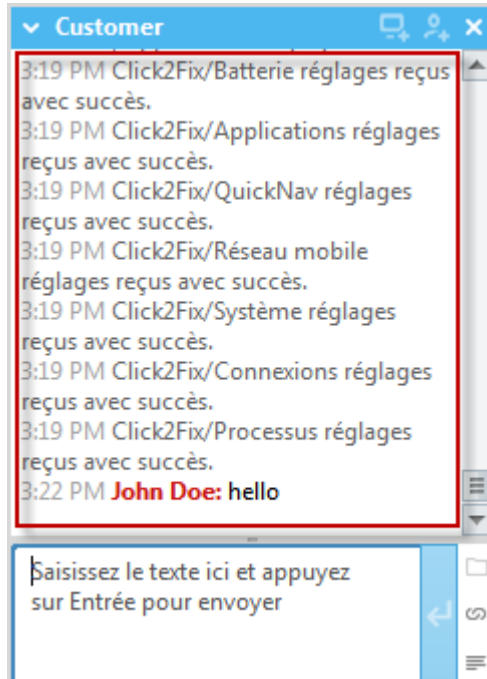 Customer
3:19 PM Click2Fix/Batterie réglages reçus
avec succès.
3:19 PM Click2Fix/Applications réglages
reçus avec succès.
3:19 PM Click2Fix/QuickNav réglages
reçus avec succès.
3:19 PM Click2Fix/Réseau mobile
réglages reçus avec succès.
3:19 PM Click2Fix/Système réglages
reçus avec succès.
3:19 PM Click2Fix/Connexions réglages
reçus avec succès.
3:19 PM Click2Fix/Processus réglages
reçus avec succès.
3:22 PM John Doe: hello
Saisissez le texte ici et appuyez
sur Entrée pour envoyer